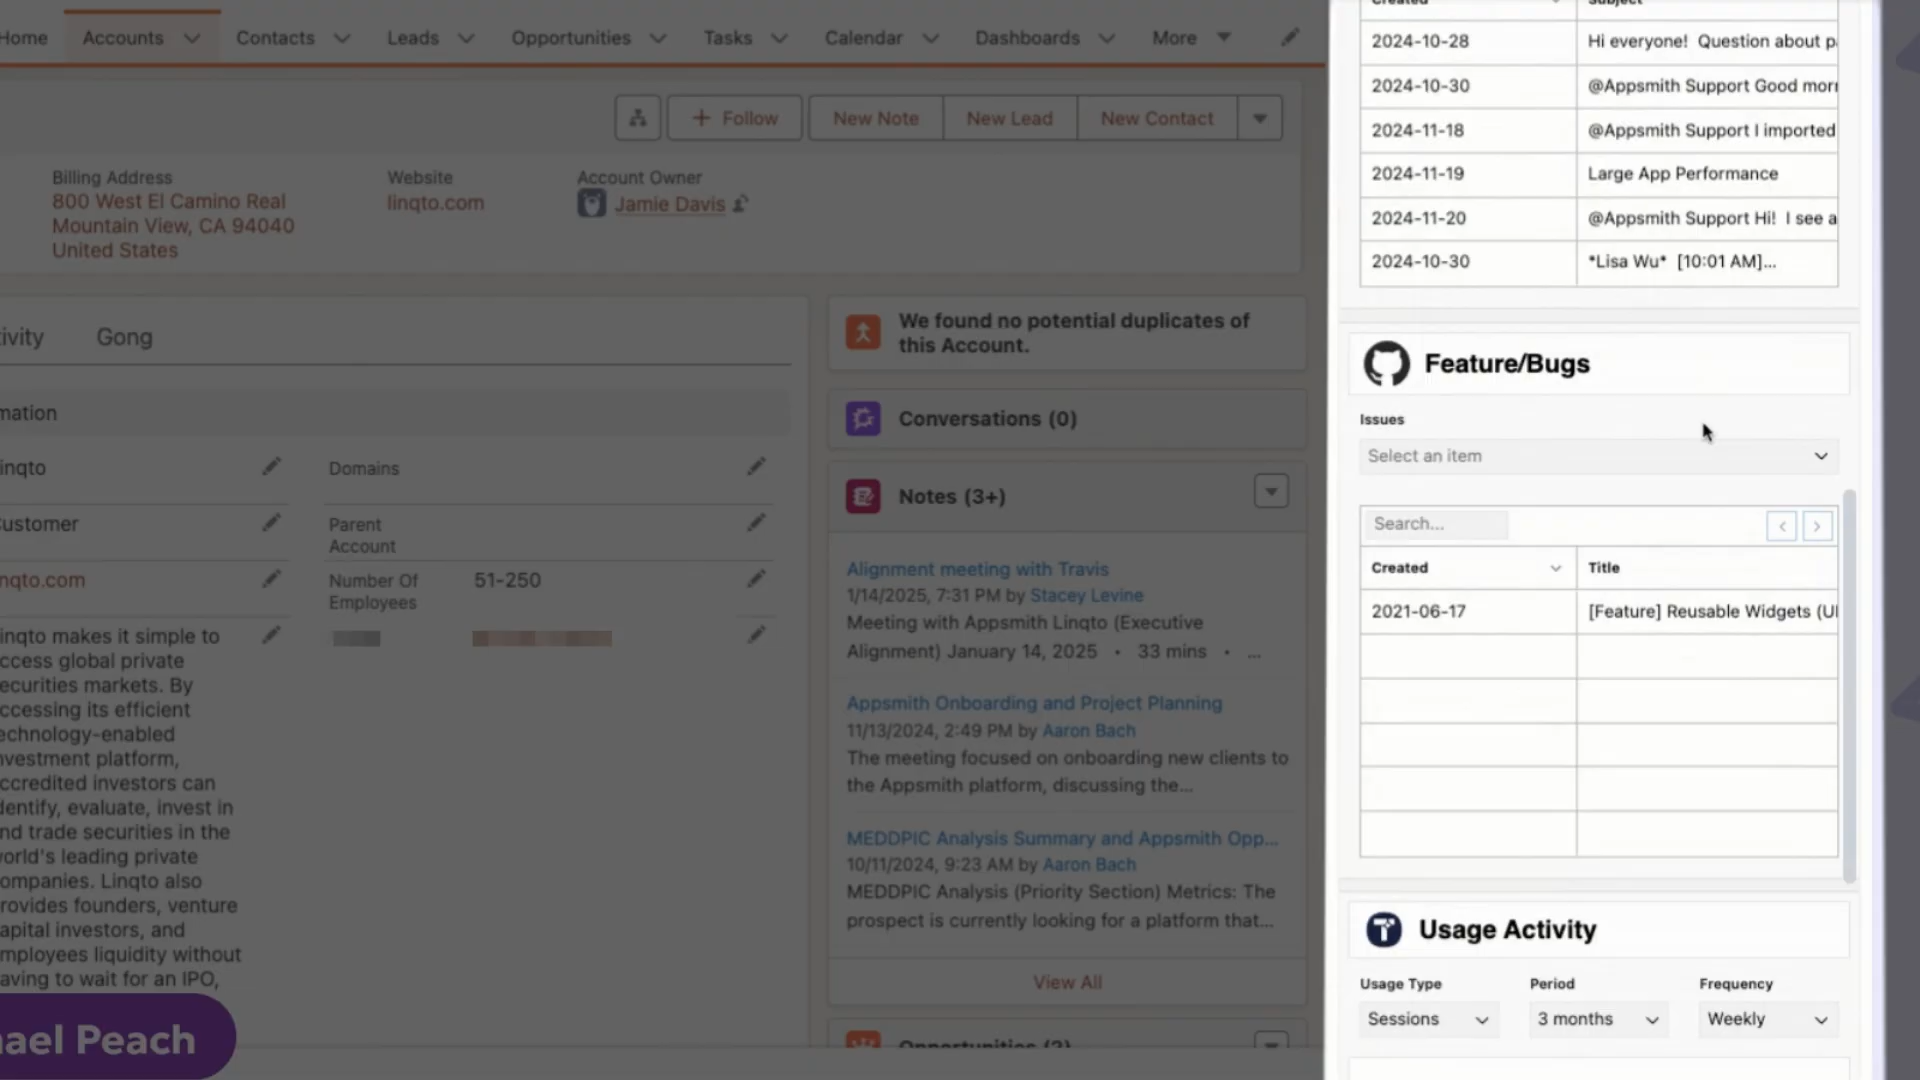 Home
Accounts
Contacts
Leads
Opportunities
Tasks
Calendar
Dashboards
More
+ Follow
New Note
New Lead
New Contact
Billing Address
800 West El Camino Real
Mountain View, CA 94040
United States
Website
linqto.com
Account Owner
Jamie Davis
tivity
Gong
mation
inqto
Domains
Customer
Parent
Account
nqto.com
Number Of
Employees
51-250
inqto makes it simple to
ccess global private
ecurities markets. By
ccessing its efficient
echnology-enabled
nvestment platform,
ccredited investors can
dentify, evaluate, invest in
nd trade securities in the
vorld's leading private
ompanies. Linqto also
rovides founders, venture
apital investors, and
mployees liquidity without
aving to wait for an IPO,
ael Peach
We found no potential duplicates of
this Account.
Conversations (0)
Notes (3+)
Alignment meeting with Travis
1/14/2025, 7:31 PM by Stacey Levine
Meeting with Appsmith Linqto (Executive
Alignment) January 14, 2025 • 33 mins • ...
Appsmith Onboarding and Project Planning
11/13/2024, 2:49 PM by Aaron Bach
The meeting focused on onboarding new clients to
the Appsmith platform, discussing the...
MEDDPIC Analysis Summary and Appsmith Opp...
10/11/2024, 9:23 AM by Aaron Bach
MEDDPIC Analysis (Priority Section) Metrics: The
prospect is currently looking for a platform that...
View All
Opportunities (2)
Created Subject
2024-10-28 Hi everyone! Question about p
2024-10-30 @Appsmith Support Good mor
2024-11-18 @Appsmith Support I imported
2024-11-19 Large App Performance
2024-11-20 @Appsmith Support Hi! I see a
2024-10-30 *Lisa Wu* [10:01 AM]...
Feature/Bugs
Issues
Select an item
Search...
Created Title
2021-06-17 [Feature] Reusable Widgets (UI
Usage Activity
Usage Type Period Frequency
Sessions 3 months Weekly